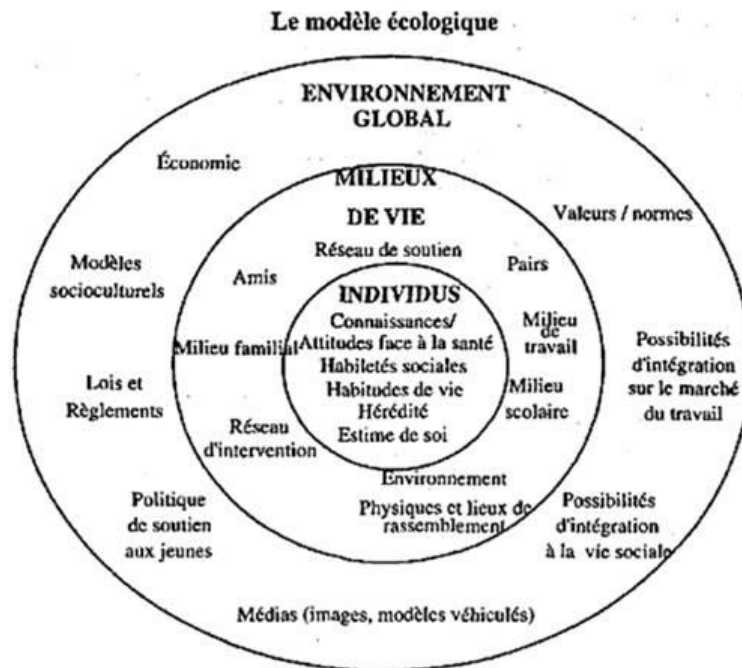 Le modèle écologique
ENVIRONNEMENT
GLOBAL
Économie
Valeurs / normes
Modèles
socioculturels
Lois et
Règlements
Politique
de soutien
aux jeunes
Possibilités
d'intégration
sur le marché
du travail
Possibilités
d'intégration
à la vie sociale
Médias (images, modèles véhiculés)
MILIEUX
DE VIE
Réseau de soutien
Amis
Pairs
Milieu familial
Milieu
de
travail
Milieu
scolaire
Réseau
d'intervention
Environnement
Physiques et lieux de
rassemblement
INDIVIDUS
Connaissances/
Attitudes face à la santé
Habiletés sociales
Habitudes de vie
Hérédité
Estime de soi